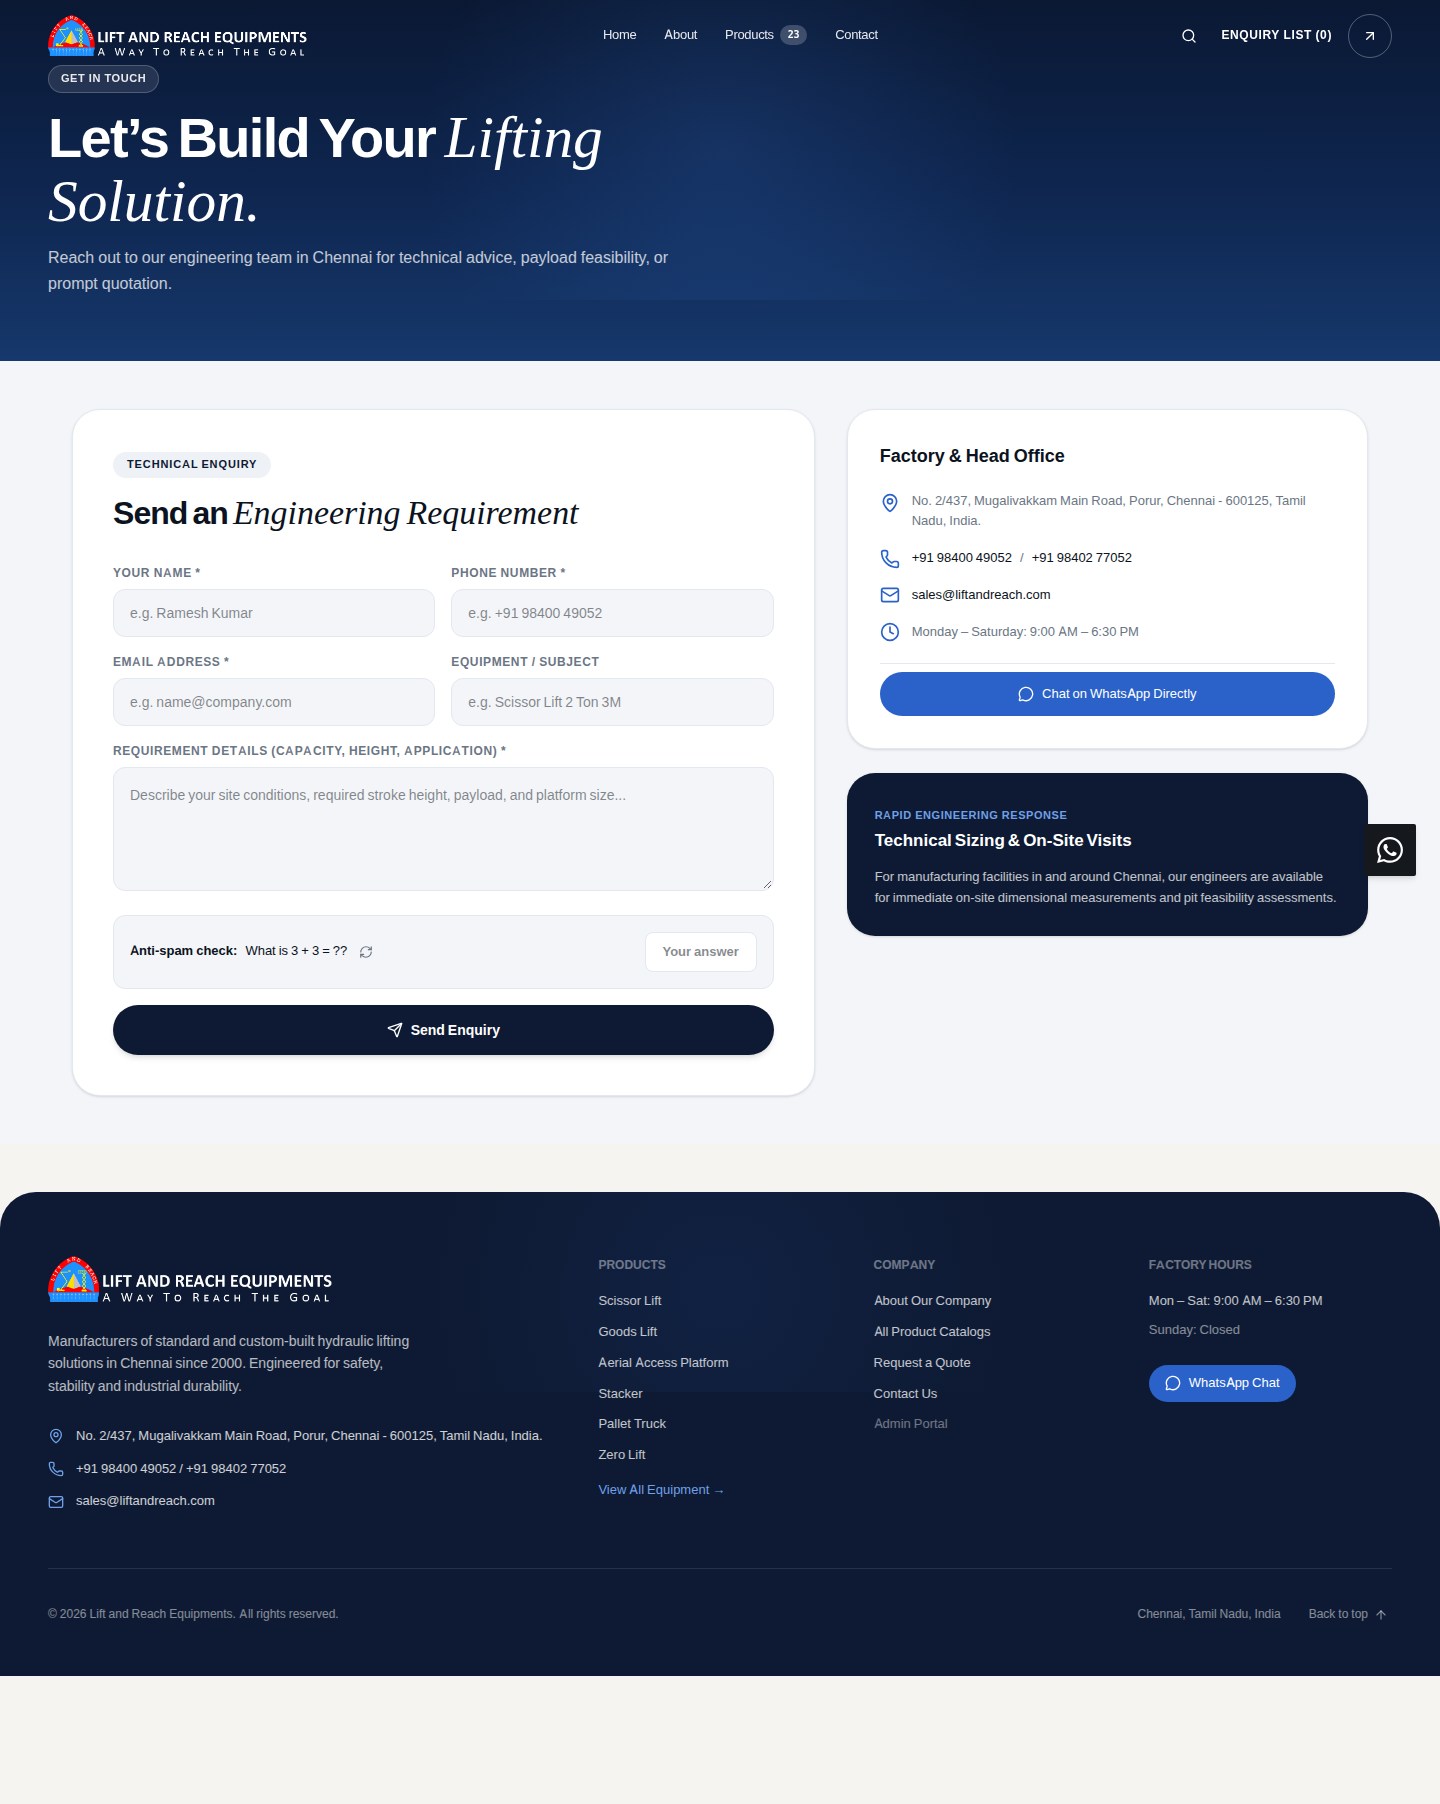 LIFT AND REACH
LIFT AND REACH EQUIPMENTS
A Way To Reach The Goal
Home
About
Products 23
Contact
ENQUIRY LIST (0)
GET IN TOUCH
Let’s Build Your Lifting
Solution.
Reach out to our engineering team in Chennai for technical advice, payload feasibility, or
prompt quotation.
TECHNICAL ENQUIRY
Send an Engineering Requirement
YOUR NAME *
e.g. Ramesh Kumar
PHONE NUMBER *
e.g. +91 98400 49052
EMAIL ADDRESS *
e.g. name@company.com
EQUIPMENT / SUBJECT
e.g. Scissor Lift 2 Ton 3M
REQUIREMENT DETAILS (CAPACITY, HEIGHT, APPLICATION) *
Describe your site conditions, required stroke height, payload, and platform size...
Anti-spam check: What is 3 + 3 = ??
Your answer
Send Enquiry
Factory & Head Office
No. 2/437, Mugalivakkam Main Road, Porur, Chennai - 600125, Tamil
Nadu, India.
+91 98400 49052 / +91 98402 77052
sales@liftandreach.com
Monday – Saturday: 9:00 AM – 6:30 PM
Chat on WhatsApp Directly
RAPID ENGINEERING RESPONSE
Technical Sizing & On-Site Visits
For manufacturing facilities in and around Chennai, our engineers are available
for immediate on-site dimensional measurements and pit feasibility assessments.
LIFT AND REACH
LIFT AND REACH EQUIPMENTS
A Way To Reach The Goal
Manufacturers of standard and custom-built hydraulic lifting
solutions in Chennai since 2000. Engineered for safety,
stability and industrial durability.
No. 2/437, Mugalivakkam Main Road, Porur, Chennai - 600125, Tamil Nadu, India.
+91 98400 49052 / +91 98402 77052
sales@liftandreach.com
PRODUCTS
Scissor Lift
Goods Lift
Aerial Access Platform
Stacker
Pallet Truck
Zero Lift
View All Equipment →
COMPANY
About Our Company
All Product Catalogs
Request a Quote
Contact Us
Admin Portal
FACTORY HOURS
Mon – Sat: 9:00 AM – 6:30 PM
Sunday: Closed
WhatsApp Chat
© 2026 Lift and Reach Equipments. All rights reserved.
Chennai, Tamil Nadu, India
Back to top